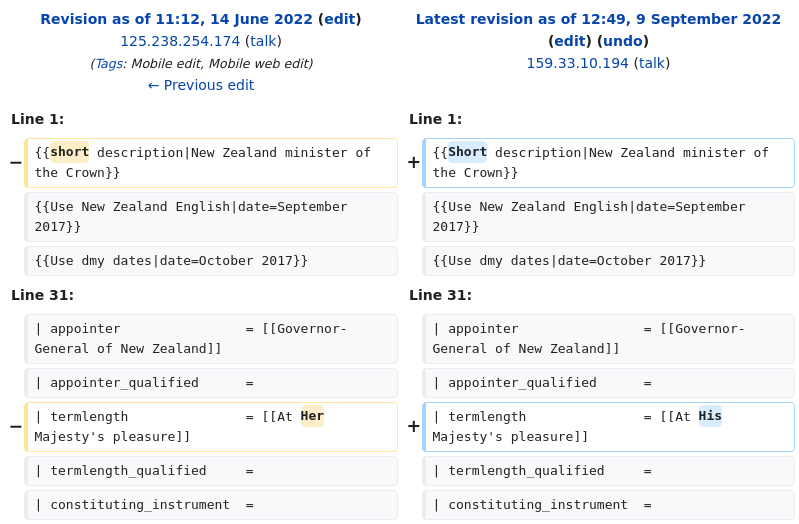 Revision as of 11:12, 14 June 2022 (edit)
125.238.254.174 (talk)
(Tags: Mobile edit, Mobile web edit)
← Previous edit
Latest revision as of 12:49, 9 September 2022
(edit) (undo)
159.33.10.194 (talk)
Line 1:
Line 1:
− {{short description|New Zealand minister of
the Crown}}
+ {{Short description|New Zealand minister of
the Crown}}
{{Use New Zealand English|date=September
2017}}
{{Use New Zealand English|date=September
2017}}
{{Use dmy dates|date=October 2017}}
{{Use dmy dates|date=October 2017}}
Line 31:
Line 31:
| appointer                = [[Governor-
General of New Zealand]]
| appointer                = [[Governor-
General of New Zealand]]
| appointer_qualified      =
| appointer_qualified      =
− | termlength               = [[At Her
Majesty's pleasure]]
+ | termlength               = [[At His
Majesty's pleasure]]
| termlength_qualified     =
| termlength_qualified     =
| constituting_instrument  =
| constituting_instrument  =